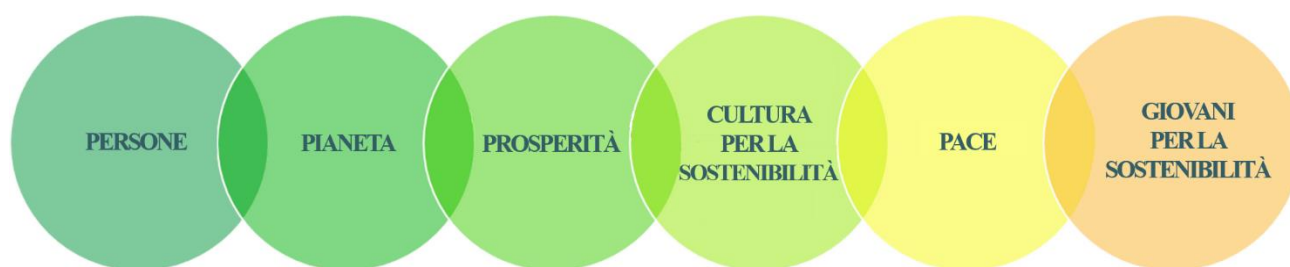 PERSONE
PIANETA
PROSPERITÀ
CULTURA
PER LA
SOSTENIBILITÀ
PACE
GIOVANI
PER LA
SOSTENIBILITÀ